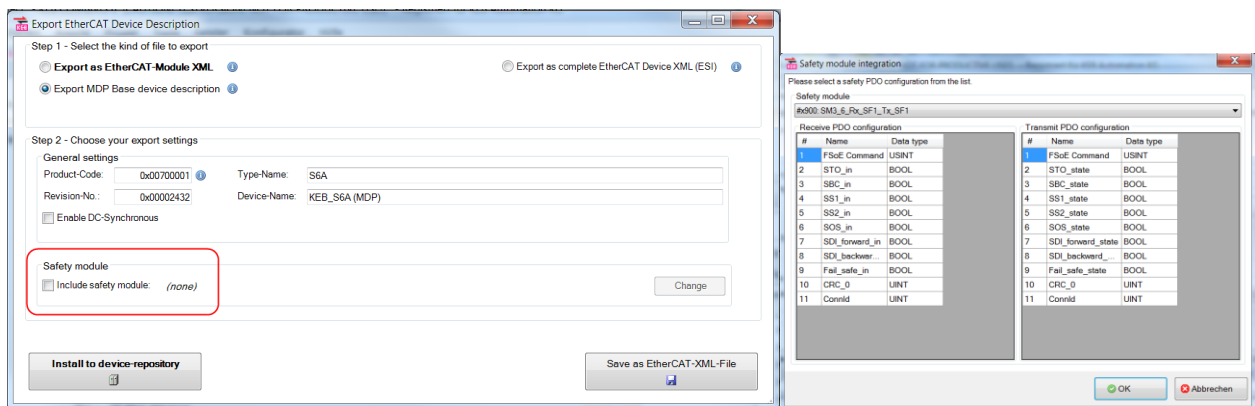 Export EtherCAT Device Description
Step 1 - Select the kind of file to export
Export as EtherCAT-Module XML
Export as complete EtherCAT Device XML (ESI)
Export MDP Base device description
Step 2 - Choose your export settings
General settings
Product-Code: 0x00700001 Type-Name: S6A
Revision-No.: 0x00002432 Device-Name: KEB_S6A (MDP)
Enable DC-Synchronous
Safety module
Include safety module: (none) Change
Install to device-repository
Save as EtherCAT-XML-File
Safety module integration
Please select a safety PDO configuration from the list.
Safety module
#x900: SM3_6_Rx_SF1_Tx_SF1
Receive PDO configuration
# Name Data type
1 FSoE Command USINT
2 STO_in BOOL
3 SBC_in BOOL
4 SS1_in BOOL
5 SS2_in BOOL
6 SOS_in BOOL
7 SDI_forward_in BOOL
8 SDI_backwar... BOOL
9 Fail_safe_in BOOL
10 CRC_0 UINT
11 ConnId UINT
Transmit PDO configuration
# Name Data type
1 FSoE Command USINT
2 STO_state BOOL
3 SBC_state BOOL
4 SS1_state BOOL
5 SS2_state BOOL
6 SOS_state BOOL
7 SDI_forward_state BOOL
8 SDI_backward_... BOOL
9 Fail_safe_state BOOL
10 CRC_0 UINT
11 ConnId UINT
OK
Abbrechen